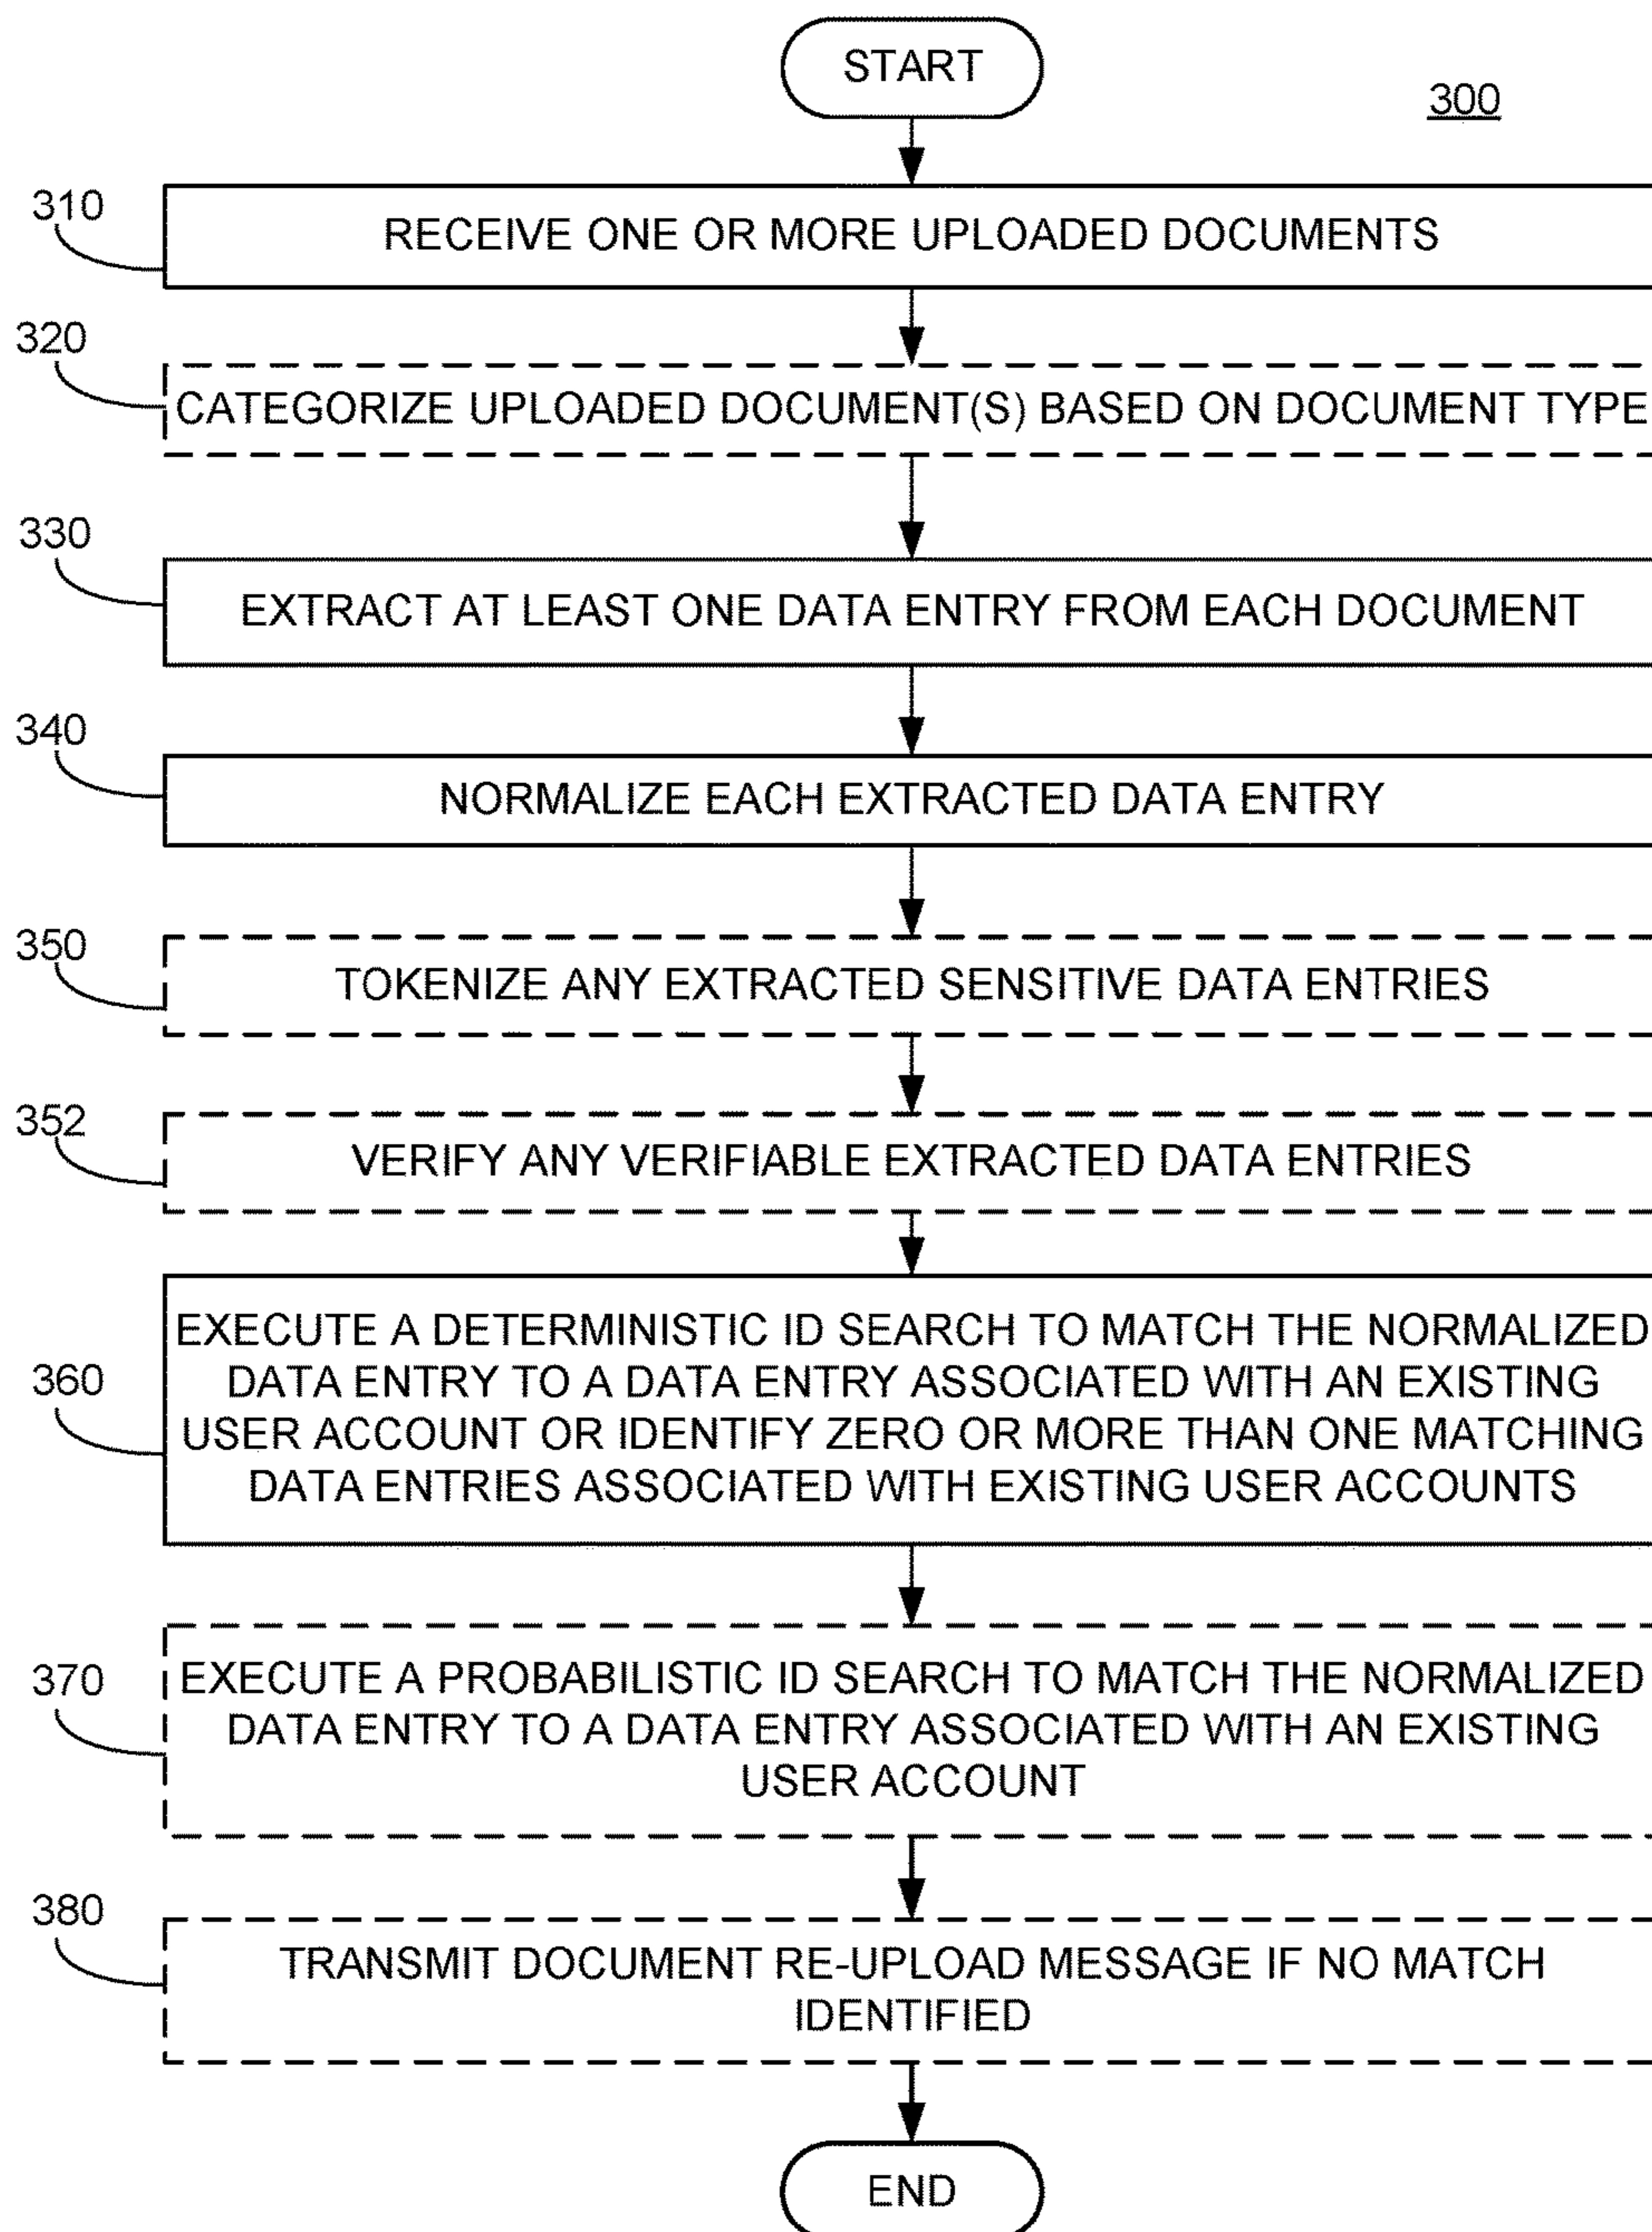 START
300
310
RECEIVE ONE OR MORE UPLOADED DOCUMENTS
320
CATEGORIZE UPLOADED DOCUMENT(S) BASED ON DOCUMENT TYPE
330
EXTRACT AT LEAST ONE DATA ENTRY FROM EACH DOCUMENT
340
NORMALIZE EACH EXTRACTED DATA ENTRY
350
TOKENIZE ANY EXTRACTED SENSITIVE DATA ENTRIES
352
VERIFY ANY VERIFIABLE EXTRACTED DATA ENTRIES
360
EXECUTE A DETERMINISTIC ID SEARCH TO MATCH THE NORMALIZED
DATA ENTRY TO A DATA ENTRY ASSOCIATED WITH AN EXISTING
USER ACCOUNT OR IDENTIFY ZERO OR MORE THAN ONE MATCHING
DATA ENTRIES ASSOCIATED WITH EXISTING USER ACCOUNTS
370
EXECUTE A PROBABILISTIC ID SEARCH TO MATCH THE NORMALIZED
DATA ENTRY TO A DATA ENTRY ASSOCIATED WITH AN EXISTING
USER ACCOUNT
380
TRANSMIT DOCUMENT RE-UPLOAD MESSAGE IF NO MATCH
IDENTIFIED
END